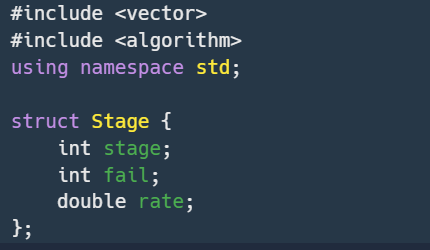 #include <vector>
#include <algorithm>
using namespace std;

struct Stage {
    int stage;
    int fail;
    double rate;
};